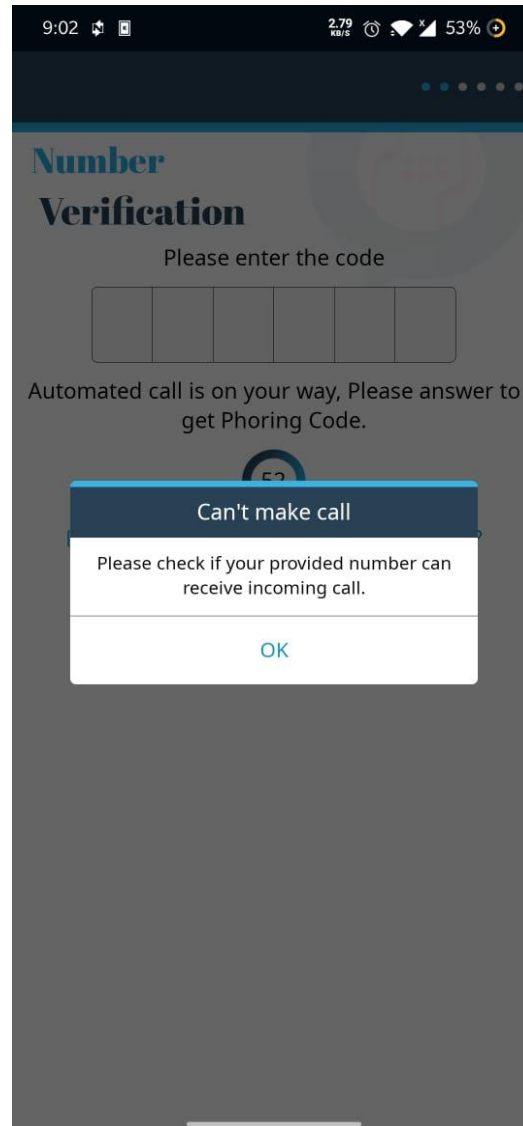 9:02
2.79
KB/S
x
53%
Number
Verification
Please enter the code
Automated call is on your way, Please answer to
get Phoring Code.
Can't make call
Please check if your provided number can
receive incoming call.
OK